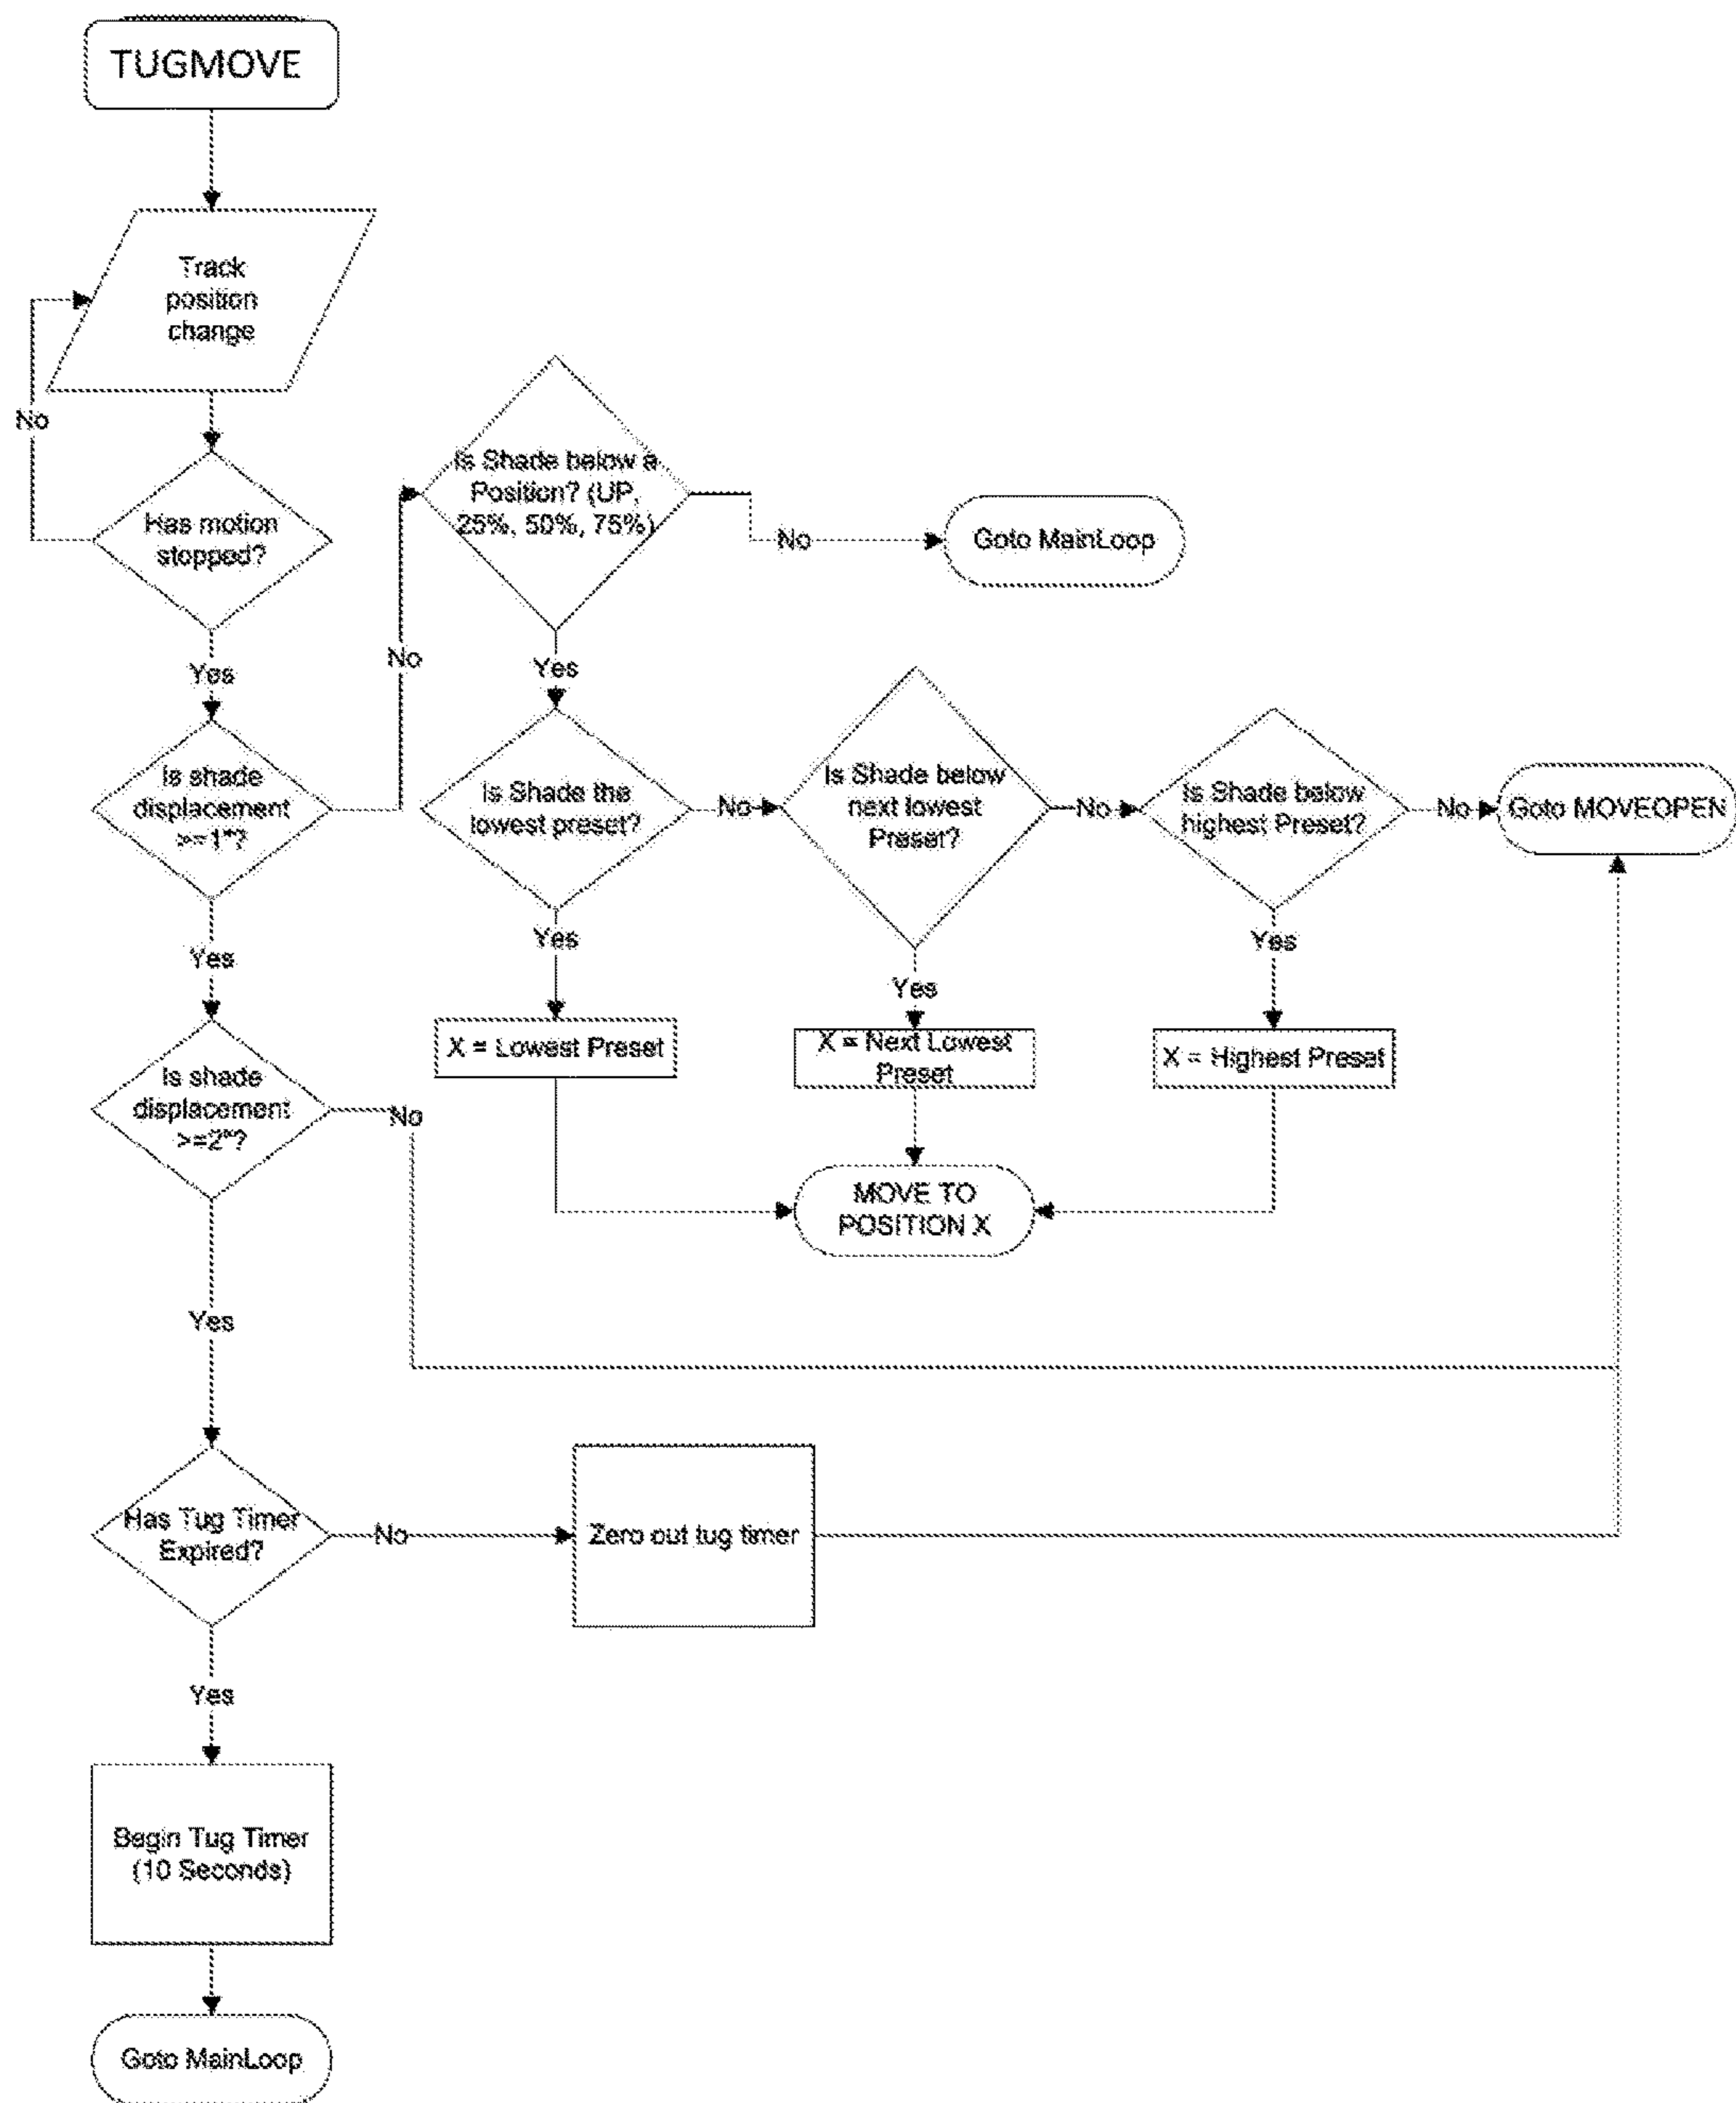 TUGMOVE
Track
position
change
No
Has motion
stopped?
Yes
Is shade
displacement
>=1"?
No
Yes
Is shade
displacement
>=2"?
No
Yes
Has Tug Timer
Expired?
No
Zero out tug timer
Yes
Begin Tug Timer
(10 Seconds)
Goto MainLoop
Is Shade below a
Position? (UP,
25%, 50%, 75%)
No
Goto MainLoop
Yes
Is Shade the
lowest preset?
No
Is Shade below
next lowest
Preset?
No
Is Shade below
highest Preset?
No
Goto MOVEOPEN
Yes
X = Lowest Preset
Yes
X = Next Lowest
Preset
Yes
X = Highest Preset
MOVE TO
POSITION X